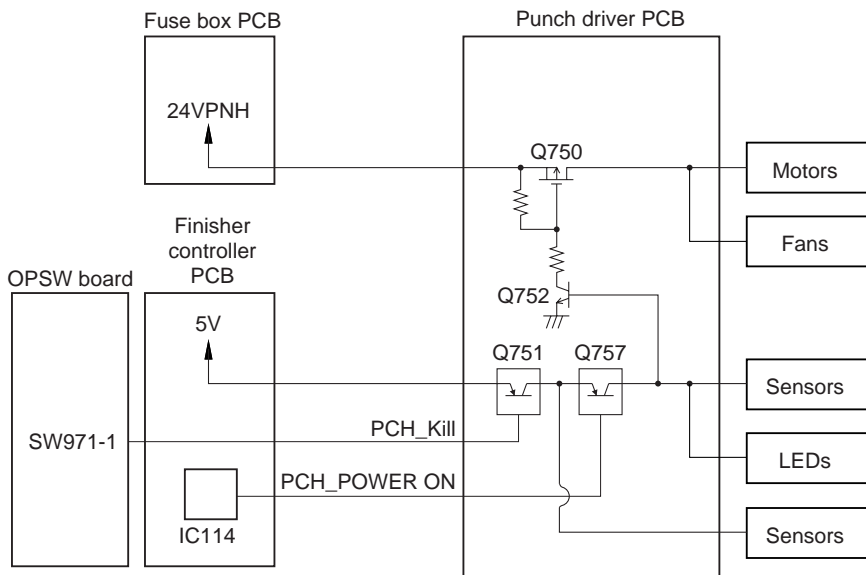 Fuse box PCB
Punch driver PCB
24VPNH
Q750
Motors
Finisher
controller
PCB
Fans
OPSW board
Q752
5V
Q751
Q757
Sensors
SW971-1
PCH_Kill
LEDs
PCH_POWER ON
IC114
Sensors